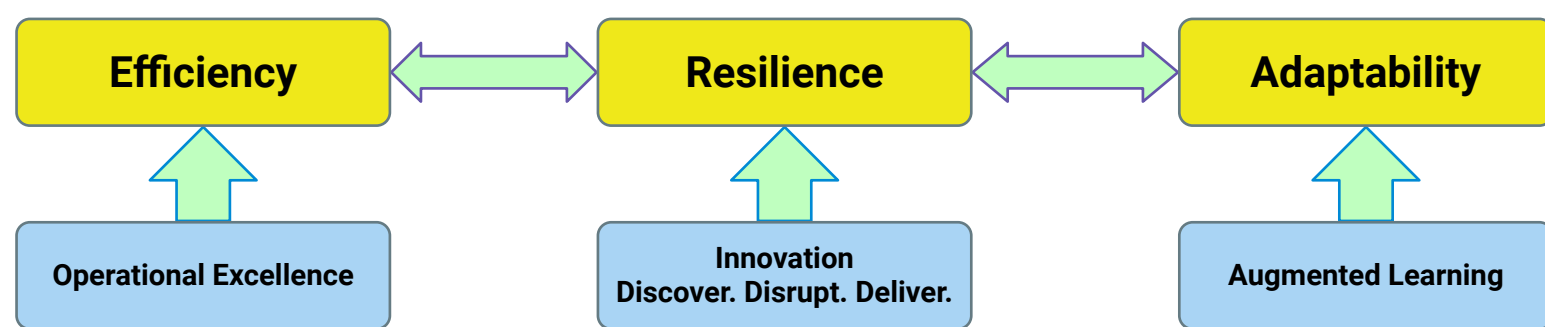 Efficiency
Resilience
Adaptability
Operational Excellence
Innovation
Discover. Disrupt. Deliver.
Augmented Learning